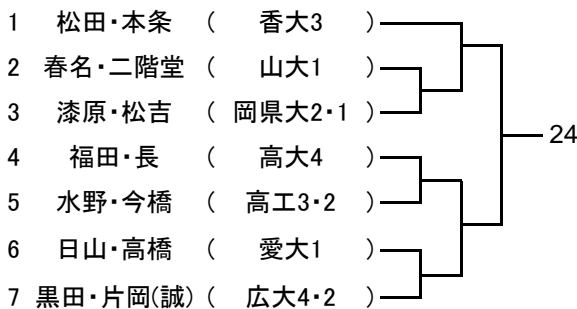 1 松田・本条 ( 香大3 )
2 春名・二階堂 ( 山大1 )
3 漆原・松吉 ( 岡県大2・1 )
24
4 福田・長 ( 高大4 )
5 水野・今橋 ( 高工3・2 )
6 日山・高橋 ( 愛大1 )
7 黒田・片岡(誠) ( 広大4・2 )